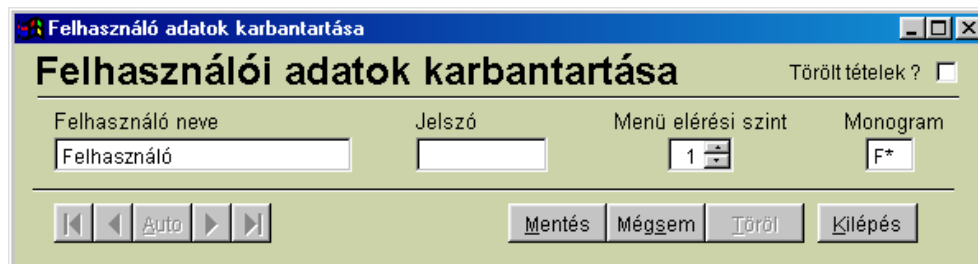 Felhasználó adatok karbantartása
Felhasználói adatok karbantartása Törölt tételek ?
Felhasználó neve Jelszó Menü elérési szint Monogram
Felhasználó 1 F*
Auto Mentés Mégsem Töröl Kilépés